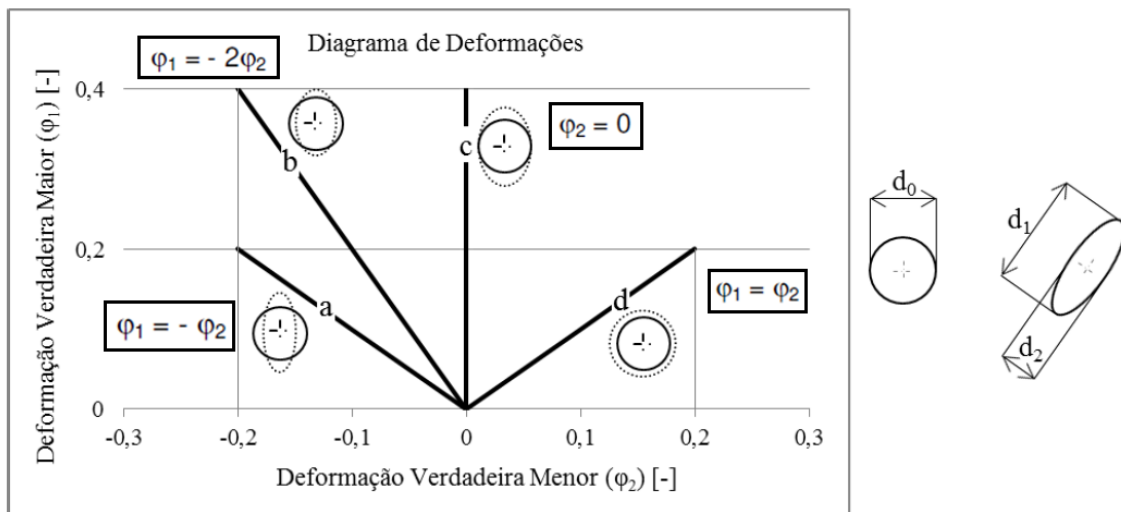 Diagrama de Deformações
φ₁ = - 2φ₂
φ₂ = 0
φ₁ = - φ₂
φ₁ = φ₂
a
b
c
d
Deformação Verdadeira Maior (φ₁) [-]
0,4
0,2
0
-0,3
-0,2
-0,1
0
0,1
0,2
0,3
Deformação Verdadeira Menor (φ₂) [-]
d₀
d₁
d₂